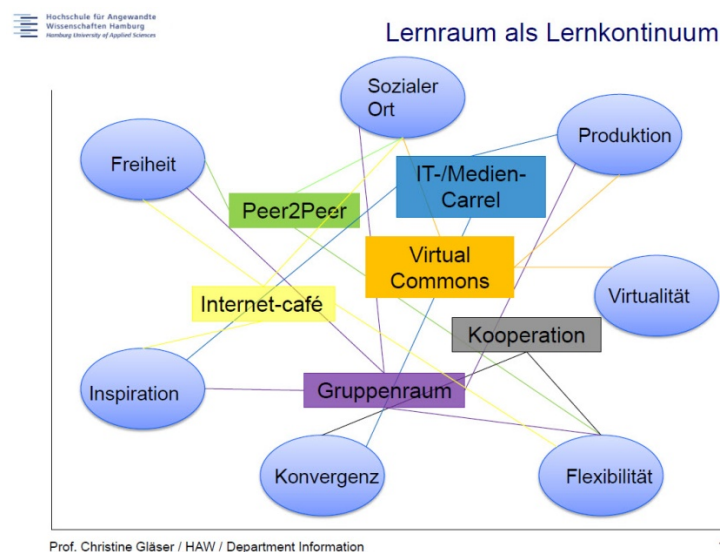 Hochschule für Angewandte
Wissenschaften Hamburg
Hamburg University of Applied Sciences
Lernraum als Lernkontinuum
Sozialer
Ort
Produktion
Freiheit
IT-/Medien-
Carrel
Peer2Peer
Virtual
Commons
Virtualität
Internet-café
Kooperation
Inspiration
Gruppenraum
Konvergenz
Flexibilität
Prof. Christine Gläser / HAW / Department Information